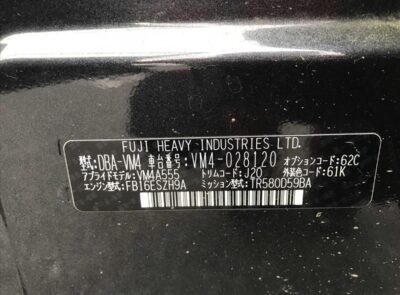 FUJI HEAVY INDUSTRIES LTD.
型式:DBA-VM4 車台番号:VM4-028120 オプションコード:62C
アプライドモデル:VM4A555 トリムコード:J20 外装色コード:61K
エンジン型式:FB16ESZH9A ミッション型式:TR580D59BA